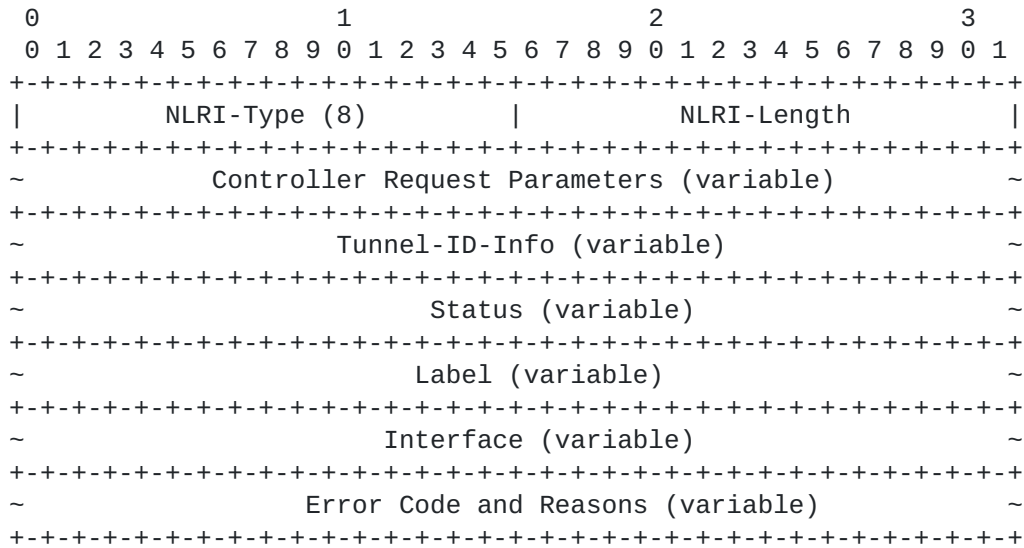 0                   1                   2                   3
 0 1 2 3 4 5 6 7 8 9 0 1 2 3 4 5 6 7 8 9 0 1 2 3 4 5 6 7 8 9 0 1
+-+-+-+-+-+-+-+-+-+-+-+-+-+-+-+-+-+-+-+-+-+-+-+-+-+-+-+-+-+-+-+-+
|         NLRI-Type (8)         |          NLRI-Length          |
+-+-+-+-+-+-+-+-+-+-+-+-+-+-+-+-+-+-+-+-+-+-+-+-+-+-+-+-+-+-+-+-+
~            Controller Request Parameters (variable)           ~
+-+-+-+-+-+-+-+-+-+-+-+-+-+-+-+-+-+-+-+-+-+-+-+-+-+-+-+-+-+-+-+-+
~                    Tunnel-ID-Info (variable)                  ~
+-+-+-+-+-+-+-+-+-+-+-+-+-+-+-+-+-+-+-+-+-+-+-+-+-+-+-+-+-+-+-+-+
~                          Status (variable)                    ~
+-+-+-+-+-+-+-+-+-+-+-+-+-+-+-+-+-+-+-+-+-+-+-+-+-+-+-+-+-+-+-+-+
~                         Label (variable)                      ~
+-+-+-+-+-+-+-+-+-+-+-+-+-+-+-+-+-+-+-+-+-+-+-+-+-+-+-+-+-+-+-+-+
~                       Interface (variable)                    ~
+-+-+-+-+-+-+-+-+-+-+-+-+-+-+-+-+-+-+-+-+-+-+-+-+-+-+-+-+-+-+-+-+
~                  Error Code and Reasons (variable)            ~
+-+-+-+-+-+-+-+-+-+-+-+-+-+-+-+-+-+-+-+-+-+-+-+-+-+-+-+-+-+-+-+-+